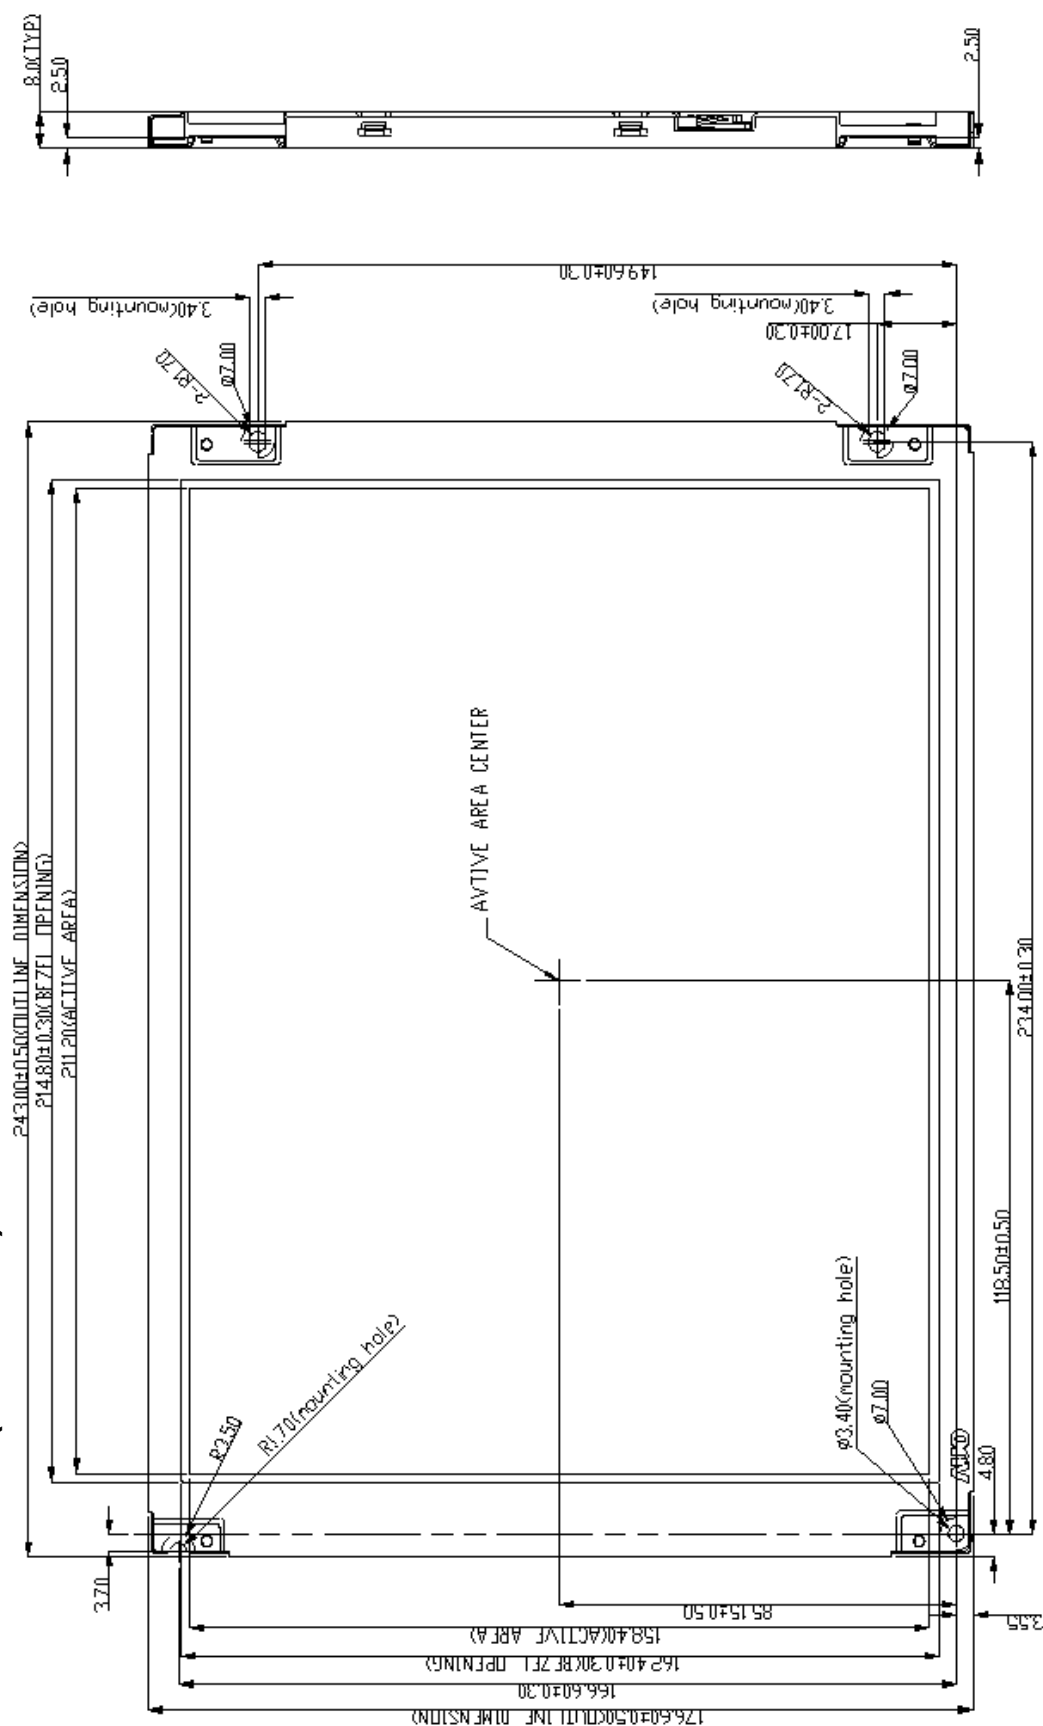 8.0(TYP)
2.50
2.50
149.60±0.30
3.40(mounting hole)
3.40(mounting hole)
17.00±0.30
2-R1.70
ø7.00
2-R1.70
ø7.00
243.00±0.50(OUTLINE DIMENSION)
214.80±0.30(BEZEL OPENING)
211.20(ACTIVE AREA)
AVTIVE AREA CENTER
234.00±0.30
118.50±0.50
R3.50
R1.70(mounting hole)
ø3.40(mounting hole)
ø7.00
AUO
4.80
3.70
85.15±0.50
3.55
158.40(ACTIVE AREA)
162.40±0.30(BEZEL OPENING)
166.60±0.30
176.60±0.50(OUTLINE DIMENSION)